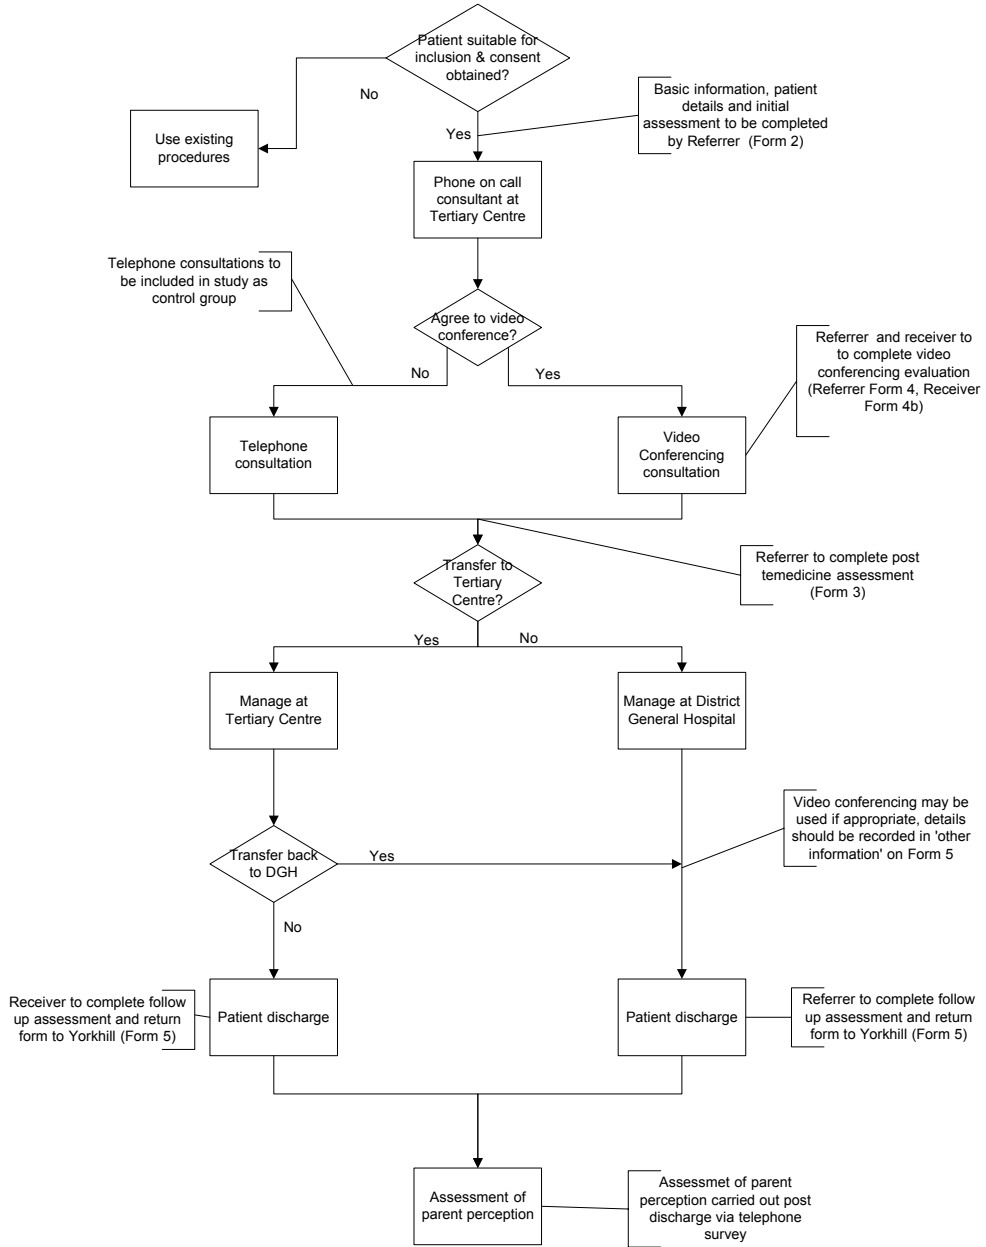 Patient suitable for
inclusion & consent
obtained?
No
Yes
Basic information, patient
details and initial
assessment to be completed
by Referrer (Form 2)
Use existing
procedures
Phone on call
consultant at
Tertiary Centre
Telephone consultations to
be included in study as
control group
Agree to video
conference?
No
Yes
Referrer and receiver to
to complete video
conferencing evaluation
(Referrer Form 4, Receiver
Form 4b)
Telephone
consultation
Video
Conferencing
consultation
Transfer to
Tertiary
Centre?
Referrer to complete post
temedicine assessment
(Form 3)
Yes
No
Manage at
Tertiary Centre
Manage at District
General Hospital
Video conferencing may be
used if appropriate, details
should be recorded in 'other
information' on Form 5
Transfer back
to DGH
Yes
No
Receiver to complete follow
up assessment and return
form to Yorkhill (Form 5)
Patient discharge
Patient discharge
Referrer to complete follow
up assessment and return
form to Yorkhill (Form 5)
Assessment of
parent perception
Assessmet of parent
perception carried out post
discharge via telephone
survey